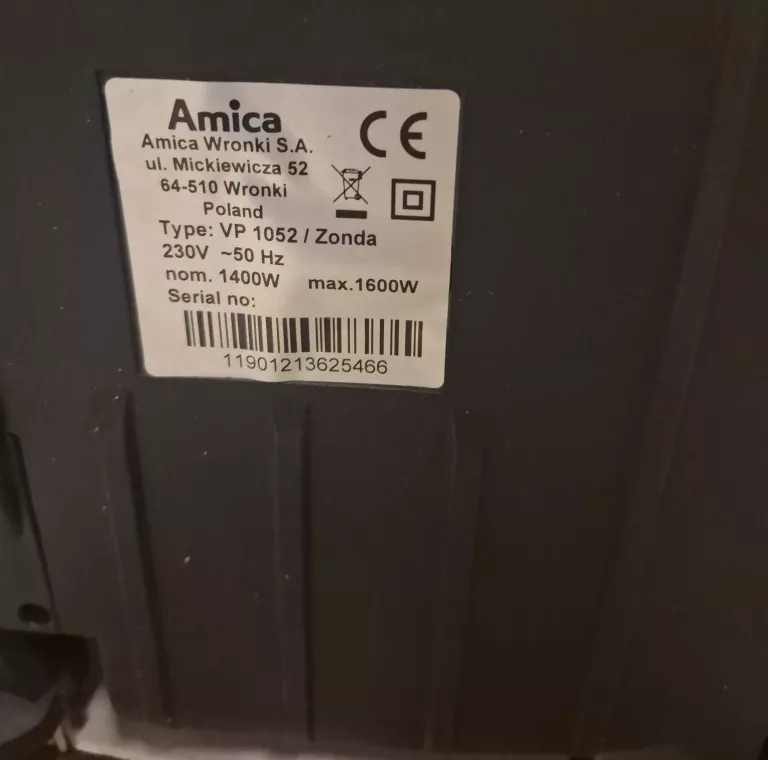 Amica
CE
Amica Wronki S.A.
ul. Mickiewicza 52
64-510 Wronki
Poland
Type: VP 1052 / Zonda
230V ~50 Hz
nom. 1400W max.1600W
Serial no:
11901213625466